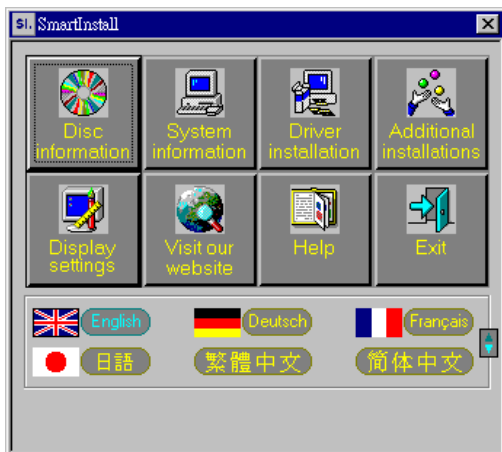 SI. SmartInstall
Disc information
System information
Driver installation
Additional installations
Display settings
Visit our website
Help
Exit
English
Deutsch
Français
日語
繁體中文
简体中文